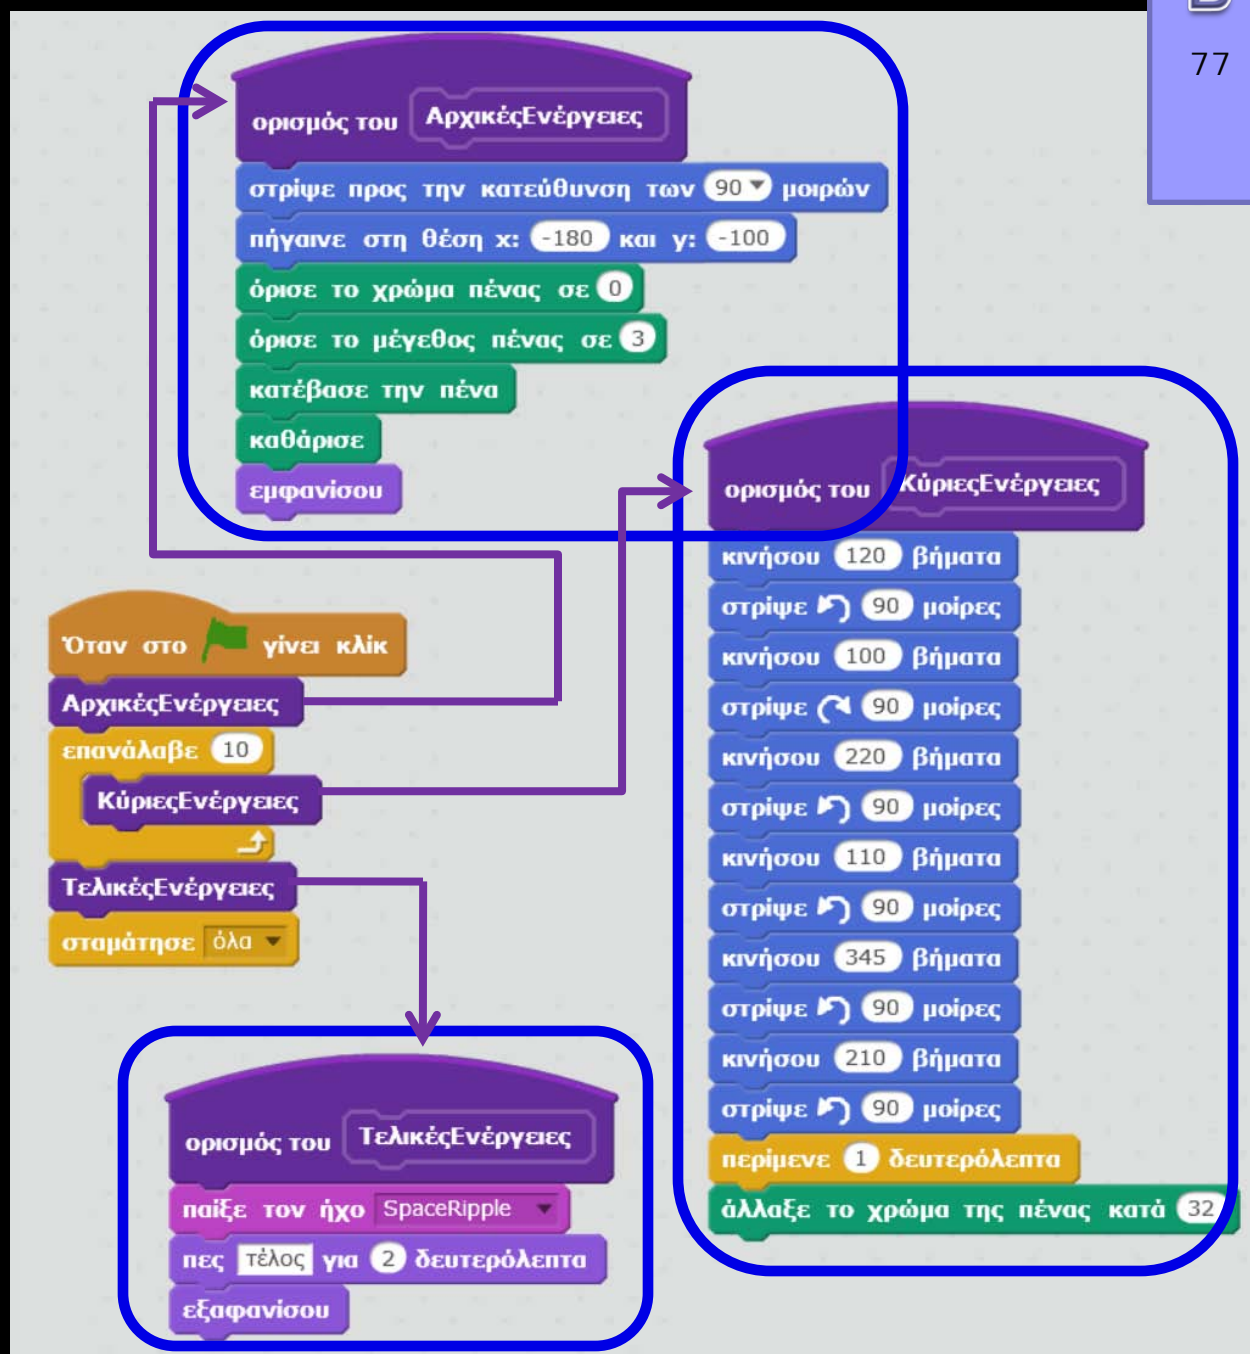 77
ορισμός του ΑρχικέςΕνέργειες
στρίψε προς την κατεύθυνση των 90 μοιρών
πήγαινε στη θέση x: -180 και y: -100
όρισε το χρώμα πένας σε 0
όρισε το μέγεθος πένας σε 3
κατέβασε την πένα
καθάρισε
εμφανίσου
Όταν στο γίνει κλίκ
ΑρχικέςΕνέργειες
επανάλαβε 10
ΚύριεςΕνέργειες
ΤελικέςΕνέργειες
σταμάτησε όλα
ορισμός του ΚύριεςΕνέργειες
κινήσου 120 βήματα
στρίψε 90 μοίρες
κινήσου 100 βήματα
στρίψε 90 μοίρες
κινήσου 220 βήματα
στρίψε 90 μοίρες
κινήσου 110 βήματα
στρίψε 90 μοίρες
κινήσου 345 βήματα
στρίψε 90 μοίρες
κινήσου 210 βήματα
στρίψε 90 μοίρες
περίμενε 1 δευτερόλεπτα
άλλαξε το χρώμα της πένας κατά 32
ορισμός του ΤελικέςΕνέργειες
παίξε τον ήχο SpaceRipple
πες τέλος για 2 δευτερόλεπτα
εξαφανίσου